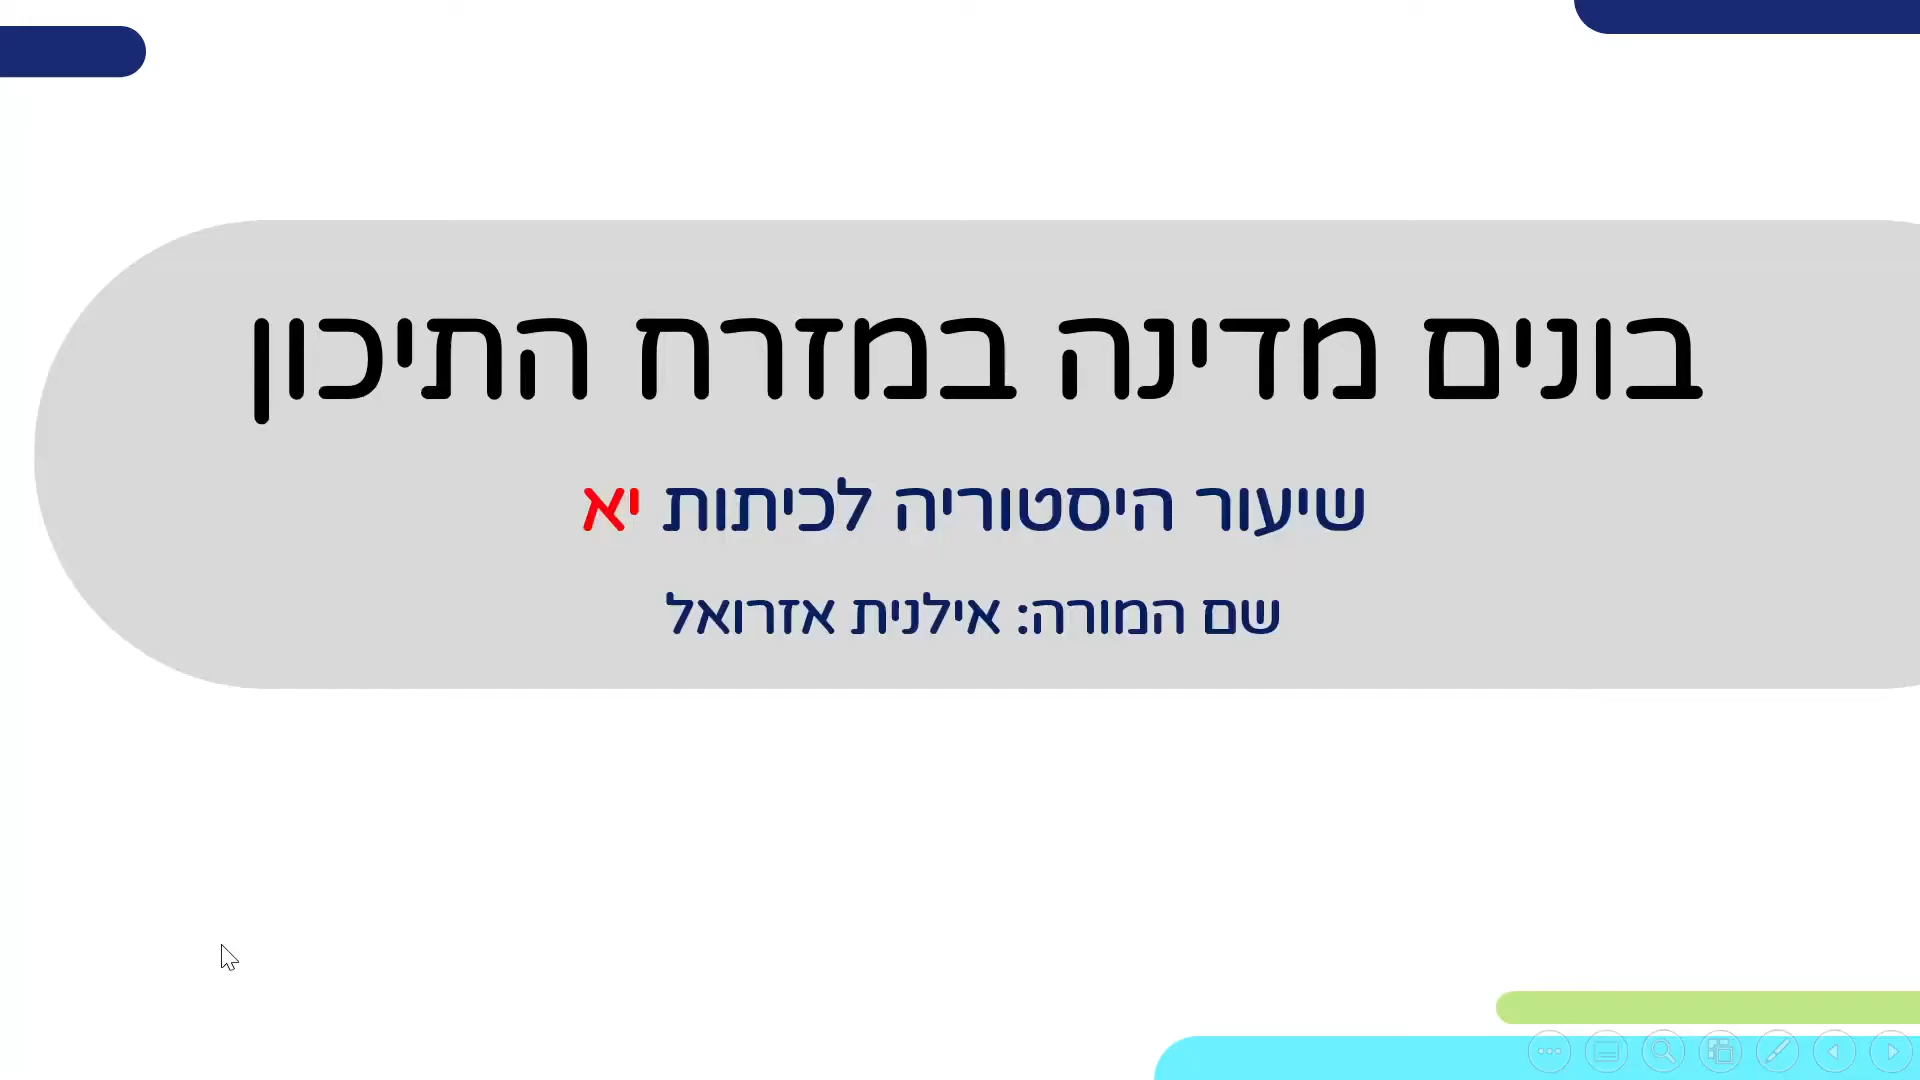 בונים מדינה במזרח התיכון
שיעור היסטוריה לכיתות יא
שם המורה: אילנית אזרואל